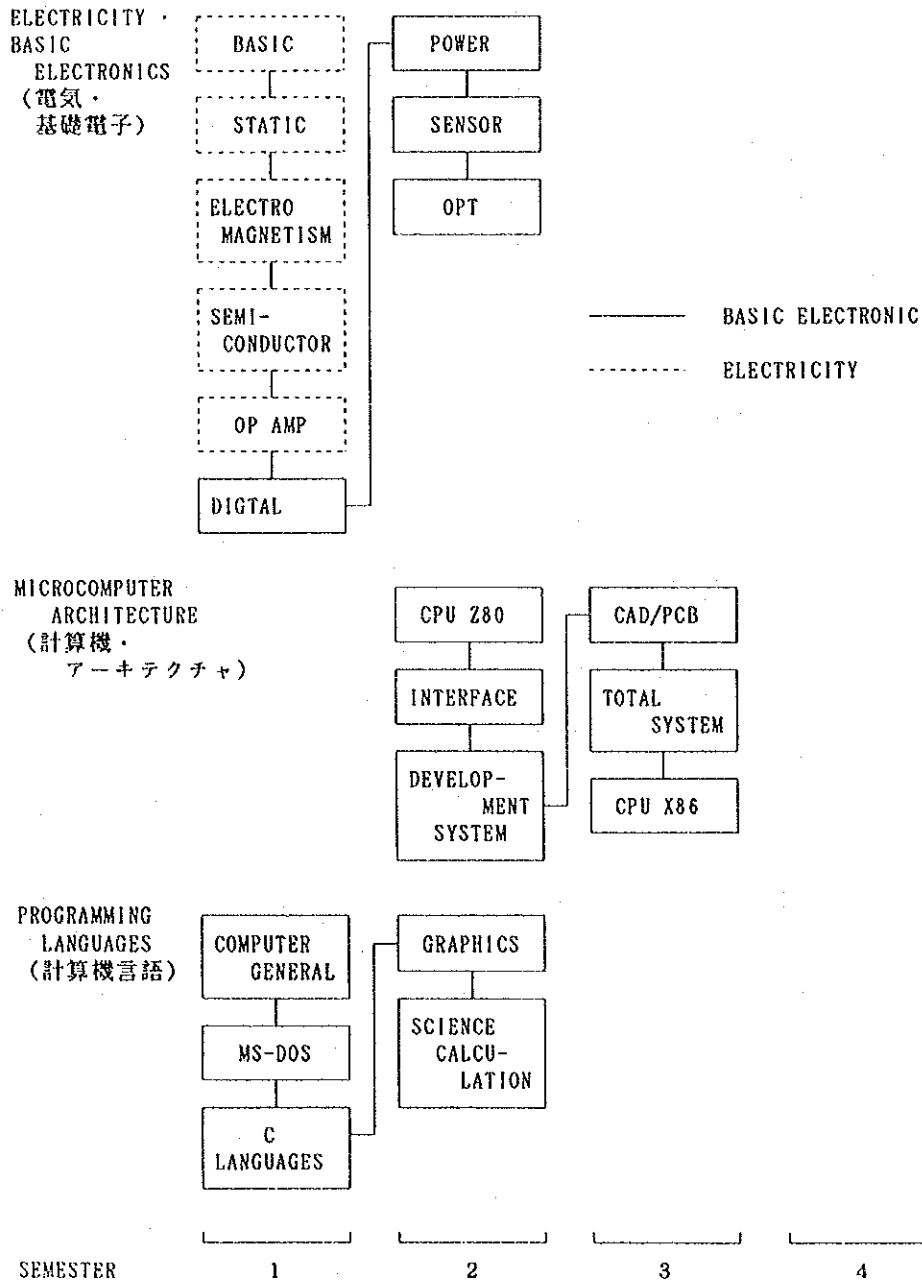 ELECTRICITY・
BASIC
ELECTRONICS
(電気・
基礎電子)
BASIC
STATIC
ELECTRO
MAGNETISM
SEMI-
CONDUCTOR
OP AMP
DIGTAL
POWER
SENSOR
OPT
BASIC ELECTRONIC
ELECTRICITY
MICROCOMPUTER
ARCHITECTURE
(計算機・
アーキテクチャ)
CPU Z80
INTERFACE
DEVELOP-
MENT
SYSTEM
CAD/PCB
TOTAL
SYSTEM
CPU X86
PROGRAMMING
LANGUAGES
(計算機言語)
COMPUTER
GENERAL
MS-DOS
C
LANGUAGES
GRAPHICS
SCIENCE
CALCU-
LATION
SEMESTER 1 2 3 4